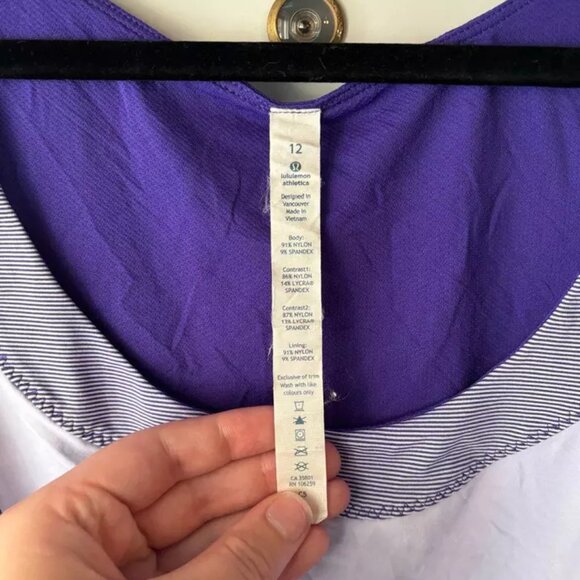 12
lululemon
athletica
Designed in
Vancouver
Made in
Vietnam
Body:
91% NYLON
9% SPANDEX
Contrast1:
86% NYLON
14% LYCRA®
SPANDEX
Contrast2:
87% NYLON
13% LYCRA®
SPANDEX
Lining:
91% NYLON
9% SPANDEX
Exclusive of trim
Wash with like
colours only
CA 35801
RN 106259